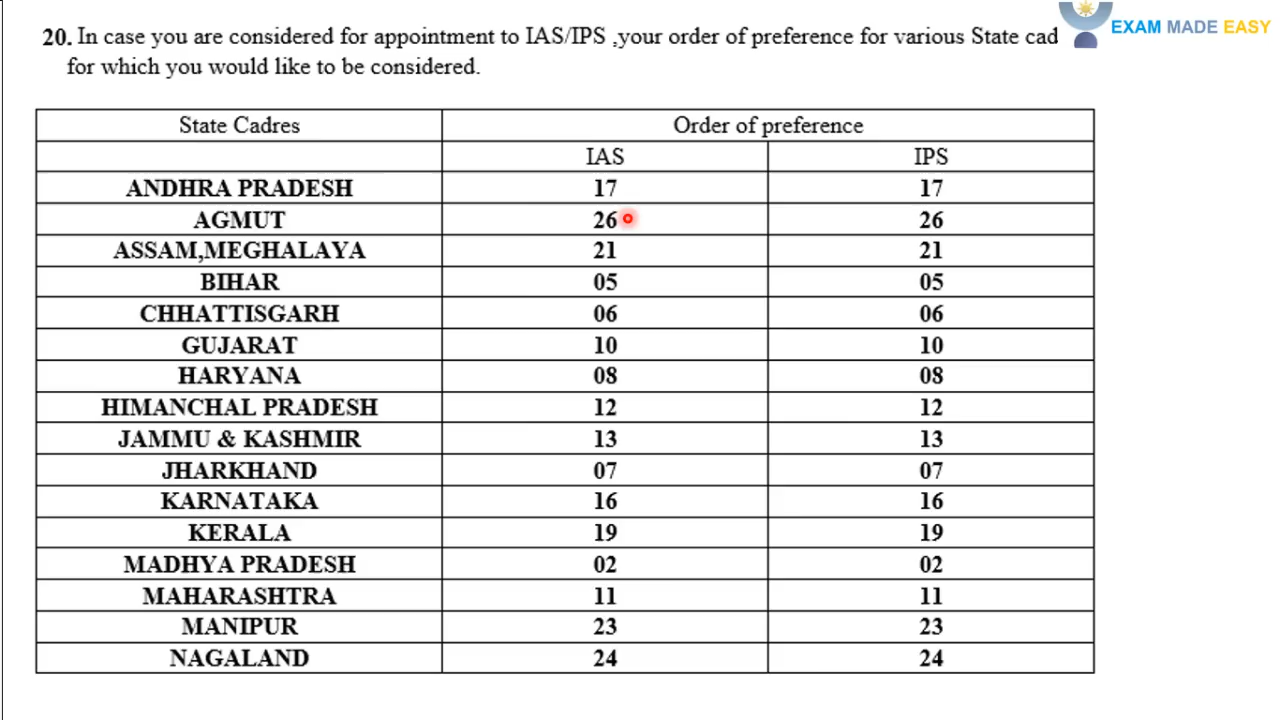 EXAM MADE EASY
20. In case you are considered for appointment to IAS/IPS ,your order of preference for various State cad
for which you would like to be considered.
State Cadres Order of preference
IAS IPS
ANDHRA PRADESH 17 17
AGMUT 26 26
ASSAM,MEGHALAYA 21 21
BIHAR 05 05
CHHATTISGARH 06 06
GUJARAT 10 10
HARYANA 08 08
HIMANCHAL PRADESH 12 12
JAMMU & KASHMIR 13 13
JHARKHAND 07 07
KARNATAKA 16 16
KERALA 19 19
MADHYA PRADESH 02 02
MAHARASHTRA 11 11
MANIPUR 23 23
NAGALAND 24 24